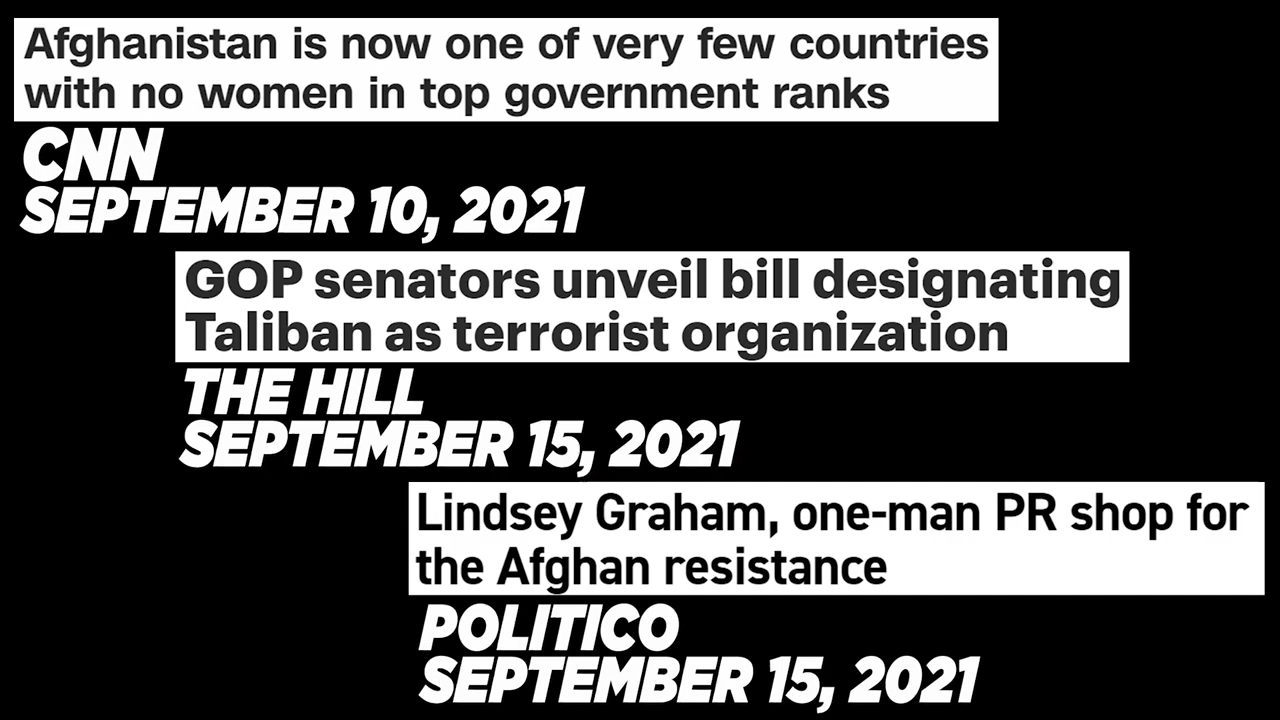 Afghanistan is now one of very few countries
with no women in top government ranks
CNN
SEPTEMBER 10, 2021
GOP senators unveil bill designating
Taliban as terrorist organization
THE HILL
SEPTEMBER 15, 2021
Lindsey Graham, one-man PR shop for
the Afghan resistance
POLITICO
SEPTEMBER 15, 2021